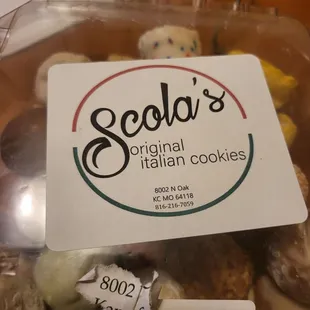 Scola's
original
italian cookies
8002 N Oak
KC MO 64118
816-216-7059
8002